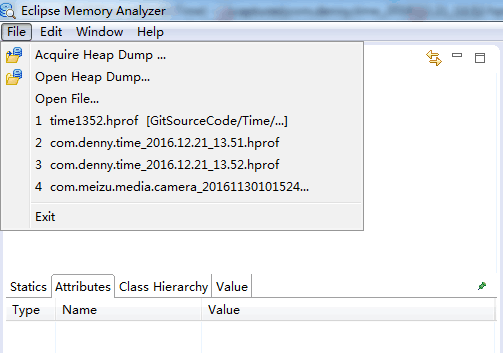 Eclipse Memory Analyzer
File Edit Window Help
Acquire Heap Dump ...
Open Heap Dump...
Open File...
1 time1352.hprof [GitSourceCode/Time/...]
2 com.denny.time_2016.12.21_13.51.hprof
3 com.denny.time_2016.12.21_13.52.hprof
4 com.meizu.media.camera_20161130101524...
Exit
Statics Attributes Class Hierarchy Value
Type Name Value